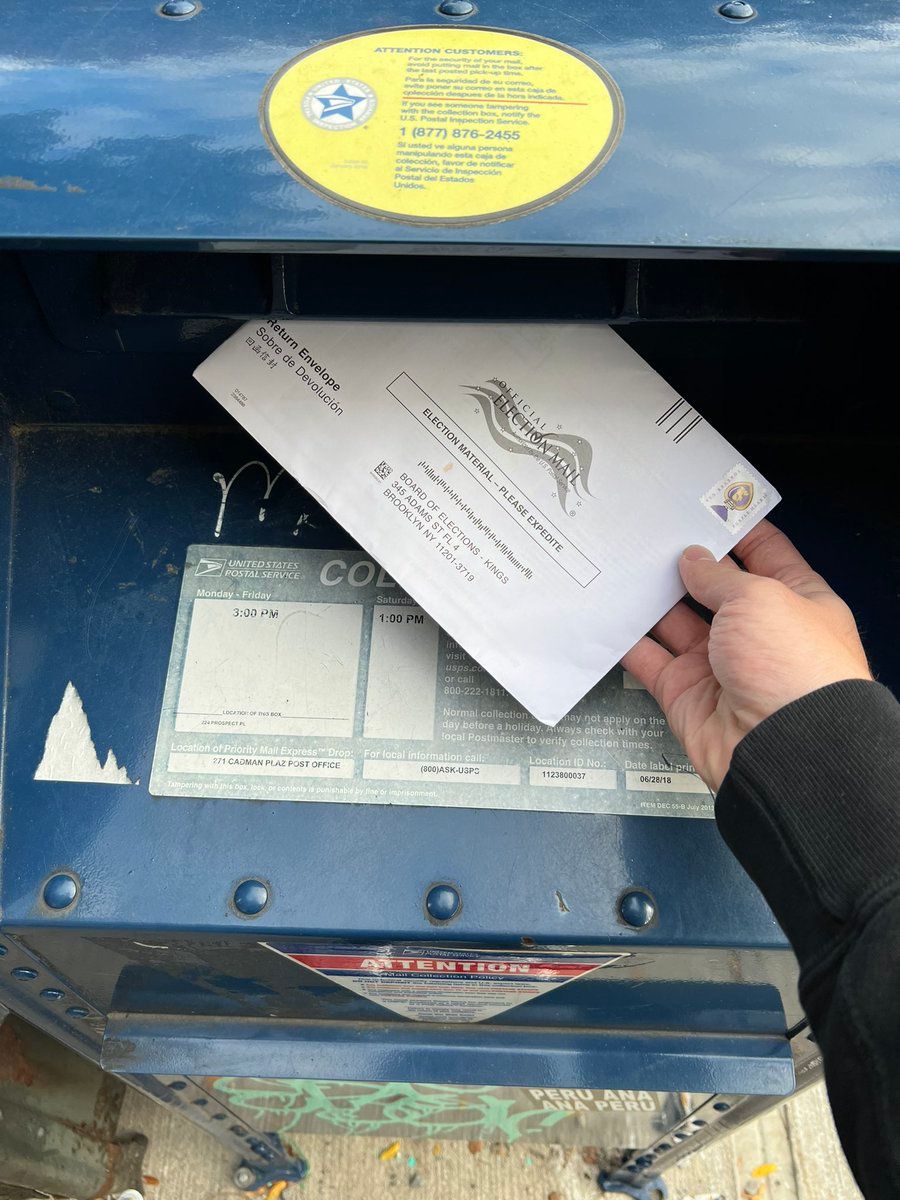 ATTENTION CUSTOMERS:
For the security of your mail,
avoid putting mail in the box after
the last posted pick-up time.
Para la seguridad de su correo,
evite poner su correo en esta caja de
colección despues de la hora indicada.
If you see someone tampering
with the collection box, notify the
U.S. Postal Inspection Service.
1 (877) 876-2455
Si usted ve alguna persona
manipulando esta caja de
colección, favor de notificar
al Servicio de Inspección
Postal del Estados
Unidos.
Return Envelope
Sobre de Devolución
回函信封
OFFICIAL
ELECTION MAIL
ELECTION MATERIAL – PLEASE EXPEDITE
BOARD OF ELECTIONS - KINGS
345 ADAMS ST FL 4
BROOKLYN NY 11201-3719
UNITED STATES
POSTAL SERVICE
COL
Monday - Friday
Saturday
3:00 PM
1:00 PM
visit
usps.co
or call
800-222-1811
Normal collection may not apply on the
day before a holiday. Always check with your
local Postmaster to verify collection times.
LOCATION OF THIS BOX
224 PROSPECT PL
Location of Priority Mail Express™ Drop:
271 CADMAN PLAZ POST OFFICE
For local information call:
(800)ASK-USPS
Location ID No.:
1123800037
Date label prin
06/28/18
Tampering with this box, lock, or contents is punishable by fine or imprisonment.
ITEM DEC 55-B July 2013
ATTENTION
Mail Collection Policy
PERU ANA
ANA PERU